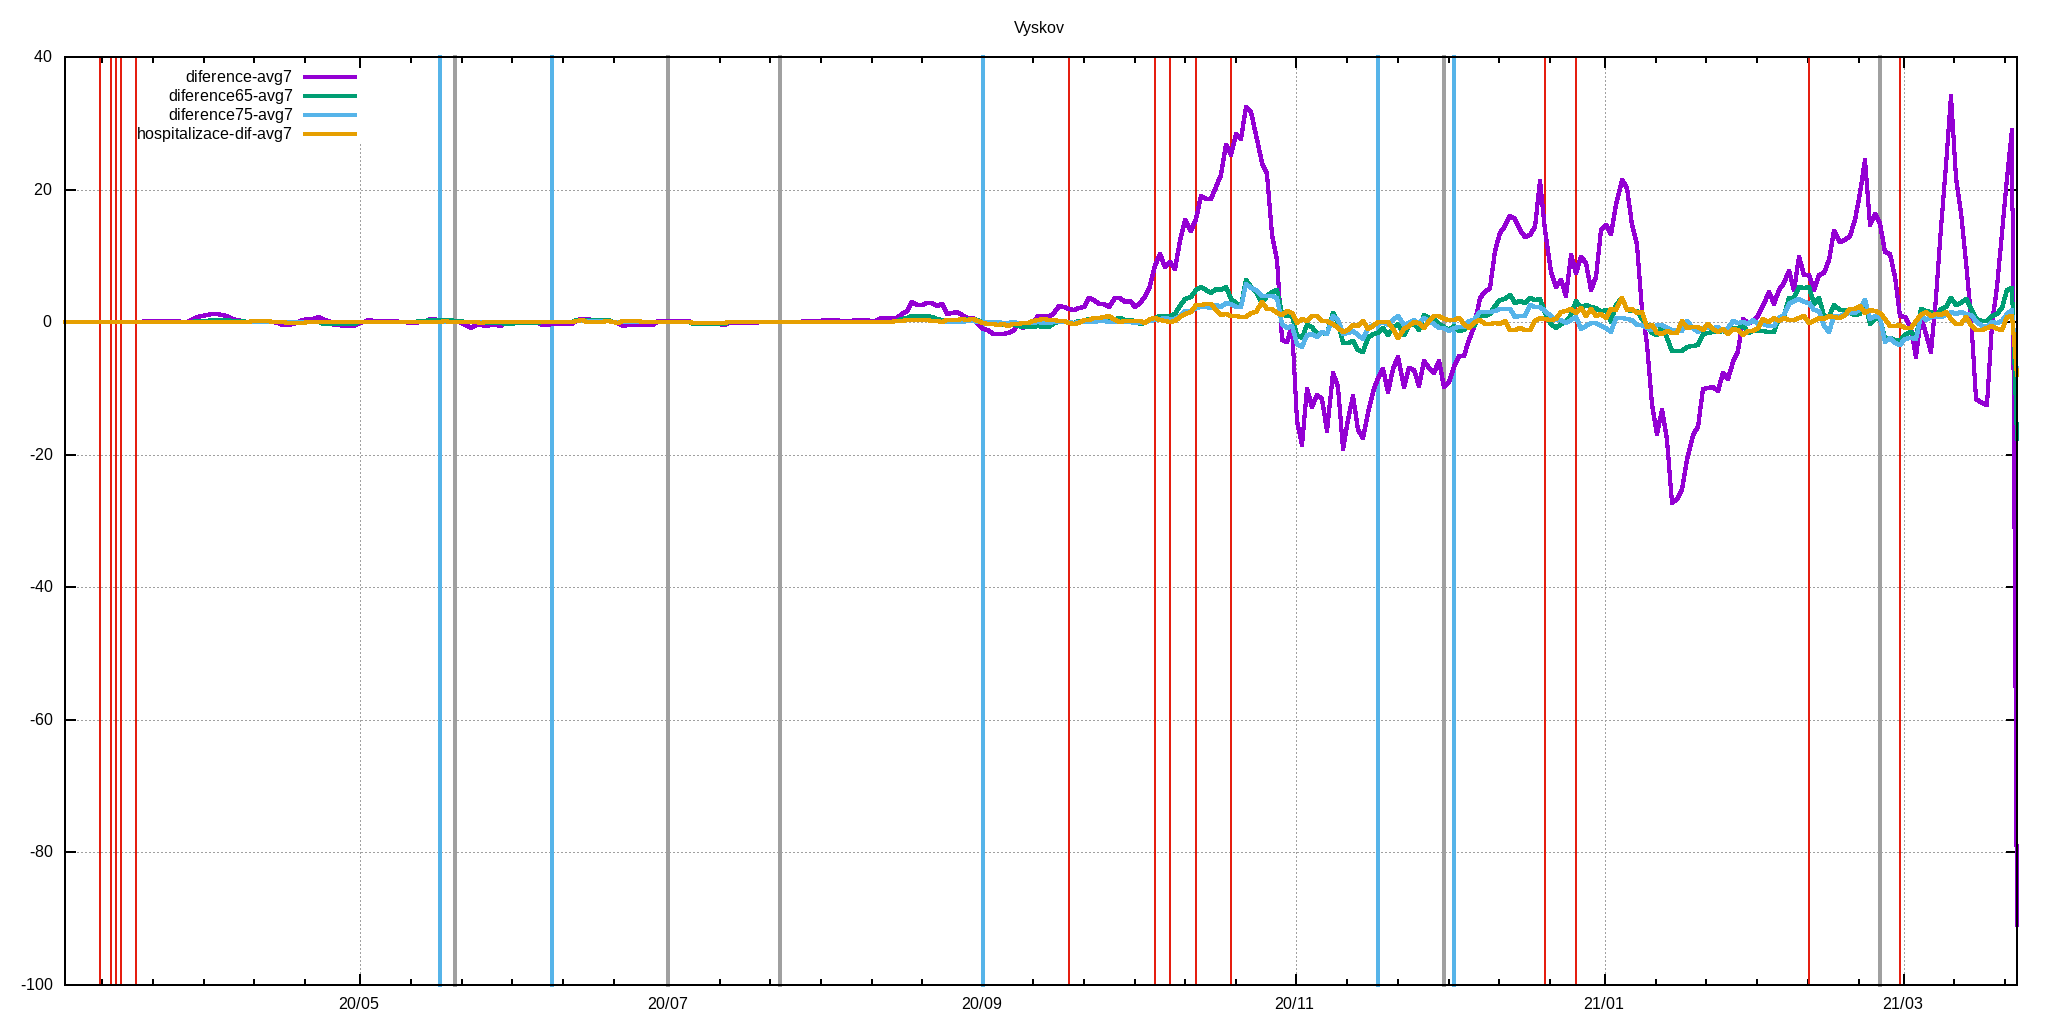 Vyskov
40
20
0
-20
-40
-60
-80
-100
diference-avg7
diference65-avg7
diference75-avg7
hospitalizace-dif-avg7
20/05
20/07
20/09
20/11
21/01
21/03